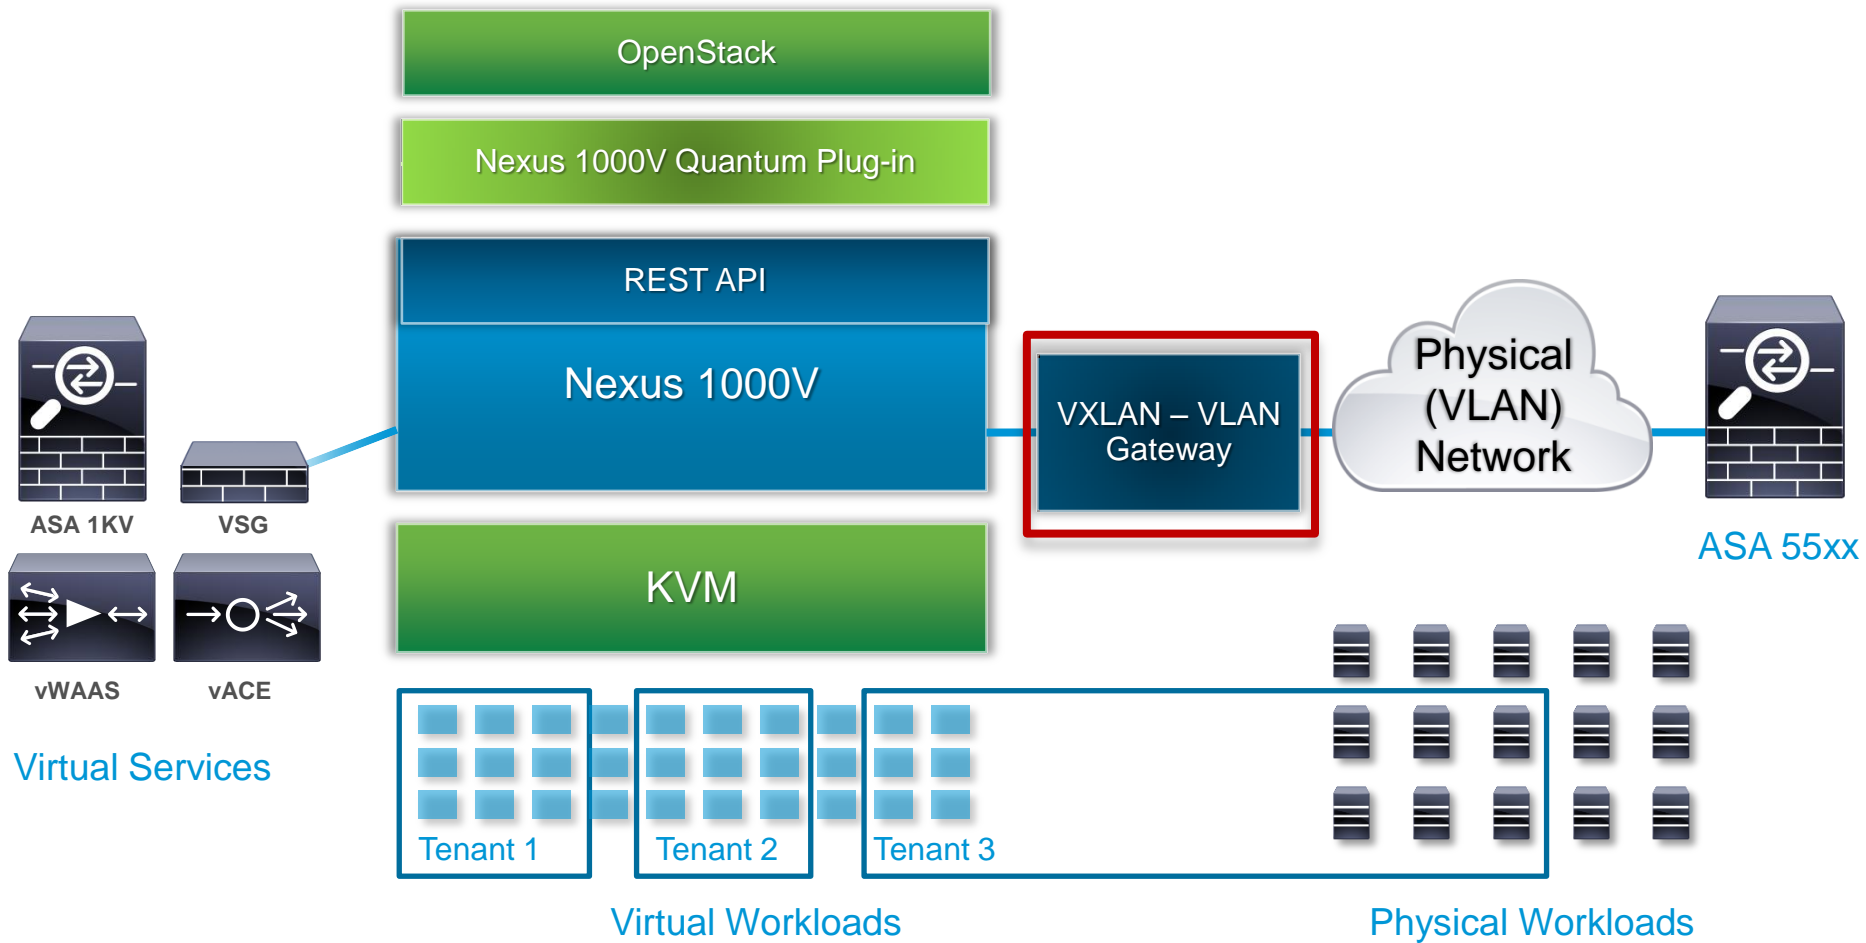 OpenStack
Nexus 1000V Quantum Plug-in
REST API
Nexus 1000V
VXLAN – VLAN
Gateway
Physical
(VLAN)
Network
ASA 55xx
KVM
ASA 1KV
VSG
vWAAS
vACE
Virtual Services
Tenant 1
Tenant 2
Tenant 3
Virtual Workloads
Physical Workloads